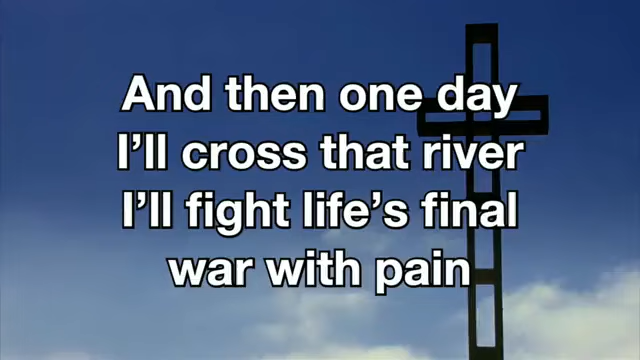 And then one day
I'll cross that river
I'll fight life's final
war with pain